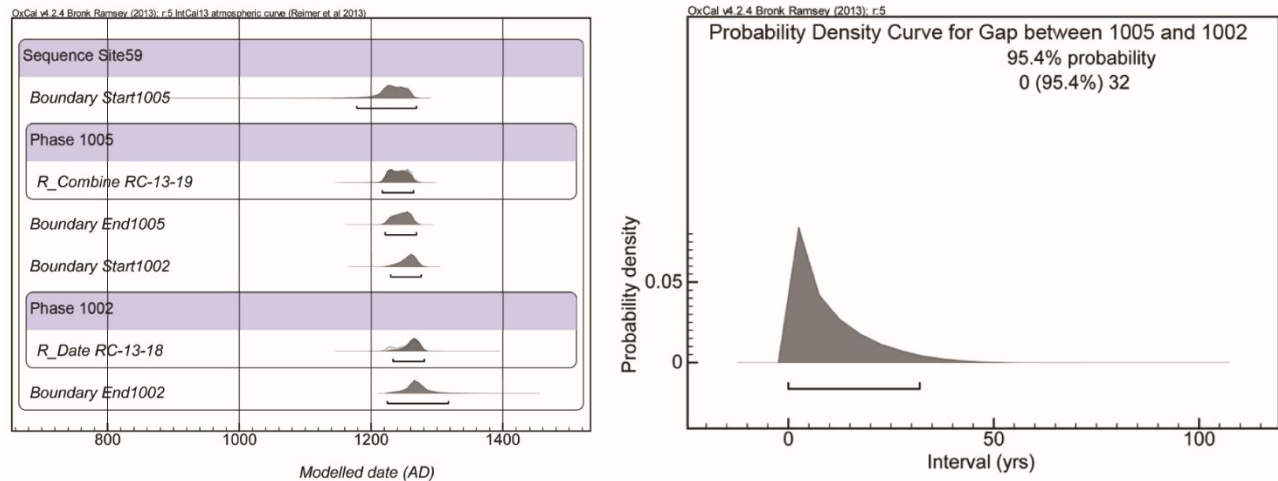 OxCal v4.2.4 Bronk Ramsey (2013); r:5 IntCal13 atmospheric curve (Reimer et al 2013)
Sequence Site59
Boundary Start1005
Phase 1005
R_Combine RC-13-19
Boundary End1005
Boundary Start1002
Phase 1002
R_Date RC-13-18
Boundary End1002
800 1000 1200 1400
Modelled date (AD)
OxCal v4.2.4 Bronk Ramsey (2013); r:5
Probability Density Curve for Gap between 1005 and 1002
95.4% probability
0 (95.4%) 32
Probability density
0.05
0
0 50 100
Interval (yrs)